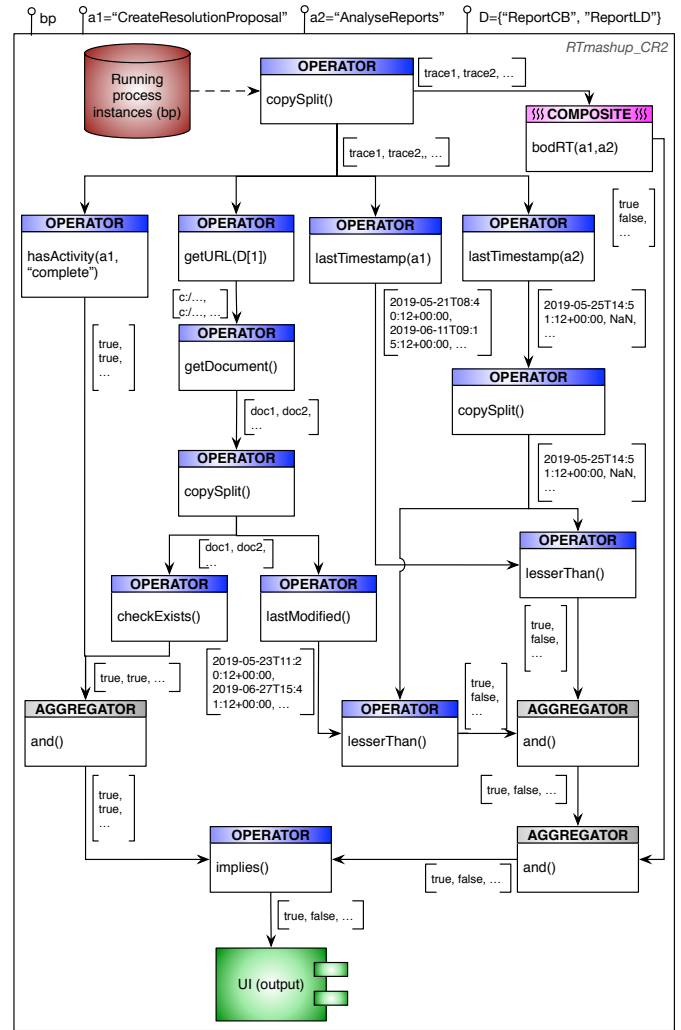 bp
a1=“CreateResolutionProposal”
a2=“AnalyseReports”
D={“ReportCB”, ”ReportLD”}
RTmashup_CR2
Running
process
instances (bp)
OPERATOR
copySplit()
trace1, trace2, …
COMPOSITE
bodRT(a1,a2)
trace1, trace2,, …
true
false,
…
OPERATOR
hasActivity(a1,
“complete”)
OPERATOR
getURL(D[1])
OPERATOR
lastTimestamp(a1)
OPERATOR
lastTimestamp(a2)
c:/…,
c:/…, …
2019-05-21T08:4
0:12+00:00,
2019-06-11T09:1
5:12+00:00, …
2019-05-25T14:5
1:12+00:00, NaN,
…
true,
true,
…
OPERATOR
getDocument()
OPERATOR
copySplit()
doc1, doc2,
…
OPERATOR
copySplit()
2019-05-25T14:5
1:12+00:00, NaN,
…
doc1, doc2,
…
OPERATOR
lesserThan()
OPERATOR
checkExists()
OPERATOR
lastModified()
true,
false,
…
true, true, …
2019-05-23T11:2
0:12+00:00,
2019-06-27T15:4
1:12+00:00, …
true,
false,
…
AGGREGATOR
and()
OPERATOR
lesserThan()
AGGREGATOR
and()
true,
true,
…
true, false, …
OPERATOR
implies()
AGGREGATOR
and()
true, false, …
true, false, …
UI (output)